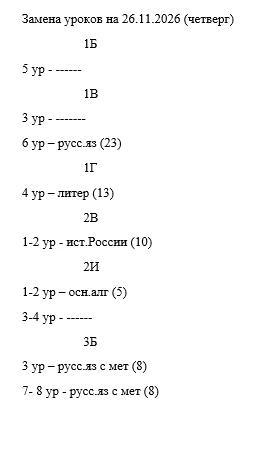 Замена уроков на 26.11.2026 (четверг)
1Б
5 ур - ------
1В
3 ур - -------
6 ур – русс.яз (23)
1Г
4 ур – литер (13)
2В
1-2 ур - ист.России (10)
2И
1-2 ур – осн.алг (5)
3-4 ур - ------
3Б
3 ур – русс.яз с мет (8)
7- 8 ур - русс.яз с мет (8)